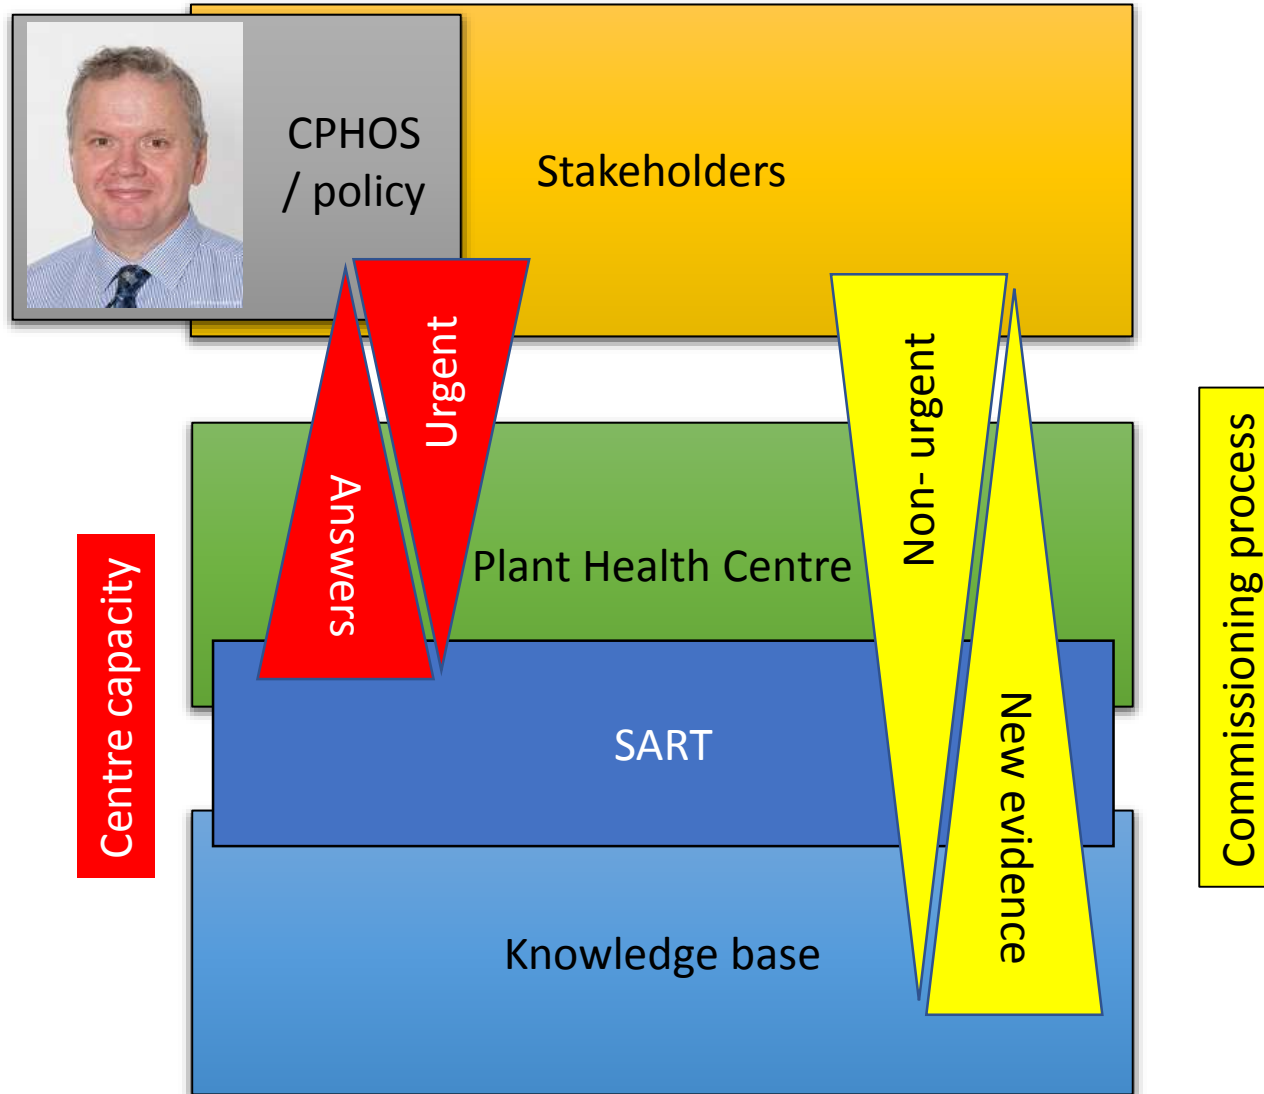 CPHOS
/ policy
Stakeholders
Urgent
Answers
Non- urgent
New evidence
Plant Health Centre
SART
Knowledge base
Centre capacity
Commissioning process